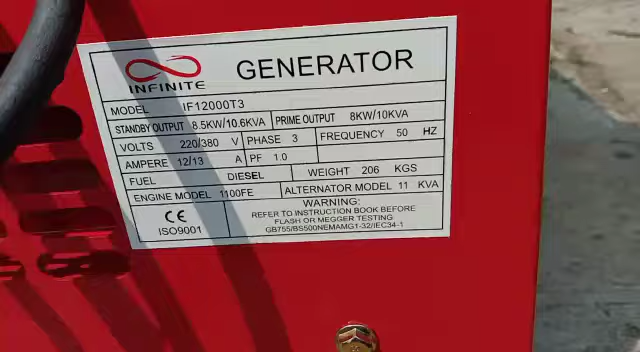 INFINITE
GENERATOR
MODEL IF12000T3
STANDBY OUTPUT 8.5KW/10.6KVA PRIME OUTPUT 8KW/10KVA
VOLTS 220/380 V PHASE 3 FREQUENCY 50 HZ
AMPERE 12/13 A PF 1.0
FUEL DIESEL WEIGHT 206 KGS
ENGINE MODEL 1100FE ALTERNATOR MODEL 11 KVA
CE
ISO9001
WARNING:
REFER TO INSTRUCTION BOOK BEFORE
FLASH OR MEGGER TESTING
GB755/BS500NEMAMG1-32/IEC34-1